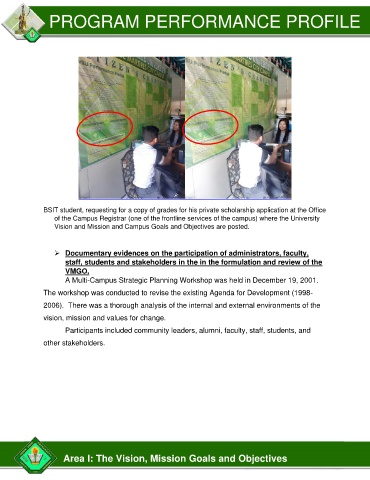 PROGRAM PERFORMANCE PROFILE
BSIT student, requesting for a copy of grades for his private scholarship application at the Office
of the Campus Registrar (one of the frontline services of the campus) where the University
Vision and Mission and Campus Goals and Objectives are posted.
➢ Documentary evidences on the participation of administrators, faculty,
staff, students and stakeholders in the in the formulation and review of the
VMGO,
A Multi-Campus Strategic Planning Workshop was held in December 19, 2001.
The workshop was conducted to revise the existing Agenda for Development (1998-
2006). There was a thorough analysis of the internal and external environments of the
vision, mission and values for change.
Participants included community leaders, alumni, faculty, staff, students, and
other stakeholders.
Area I: The Vision, Mission Goals and Objectives